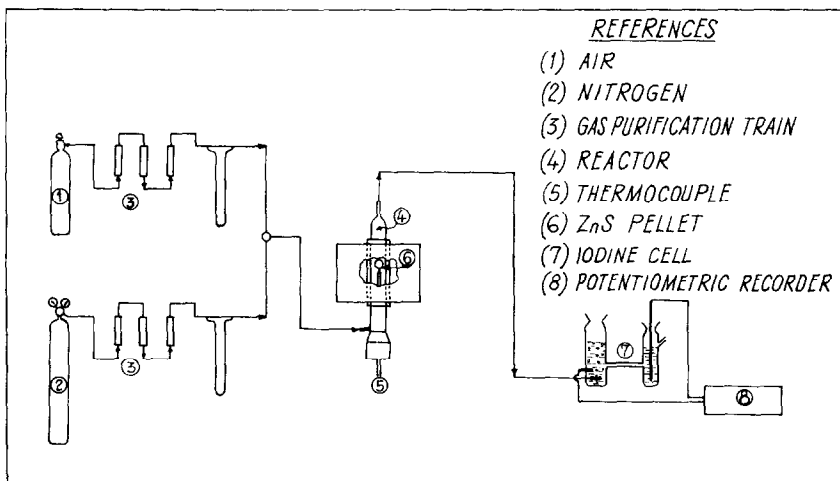 REFERENCES
(1) AIR
(2) NITROGEN
(3) GAS PURIFICATION TRAIN
(4) REACTOR
(5) THERMOCOUPLE
(6) ZnS PELLET
(7) IODINE CELL
(8) POTENTIOMETRIC RECORDER
1
3
4
6
7
2
3
5
8